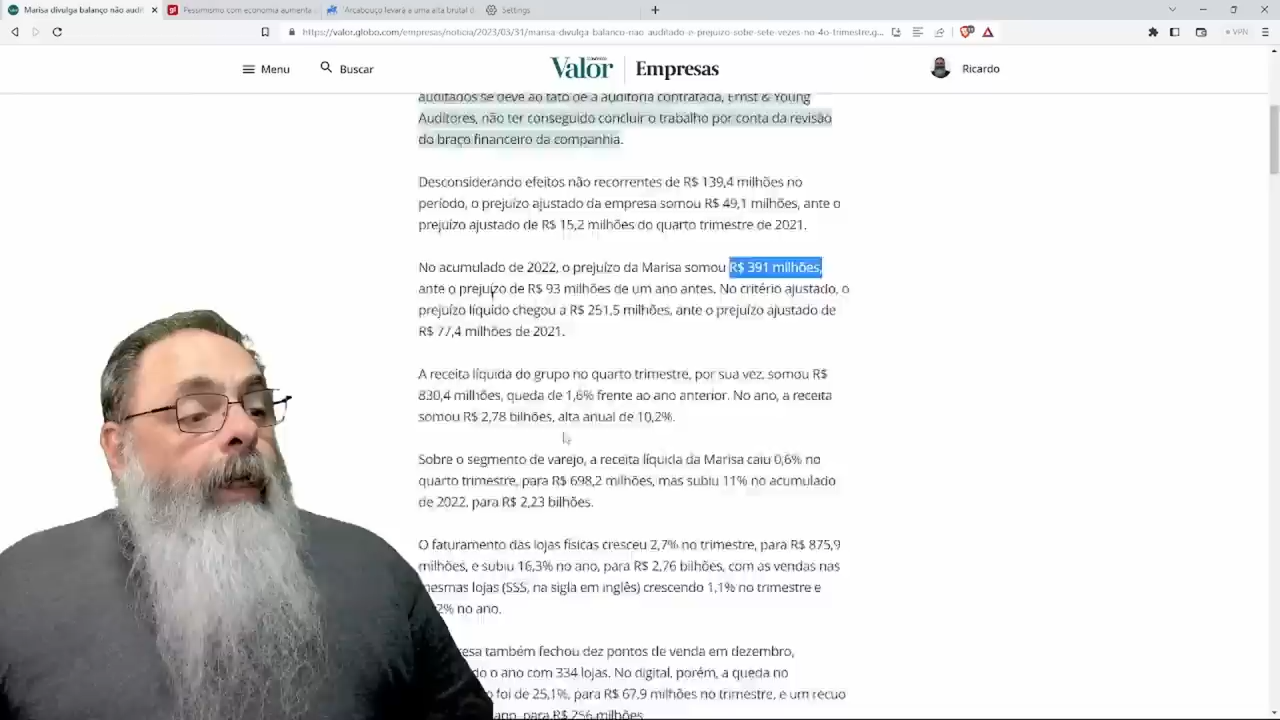 Marisa divulga balanço não audit
Pessimismo com economia aumenta
'Arcabouço levará a uma alta brutal d
Settings
https://valor.globo.com/empresas/noticia/2023/03/31/marisa-divulga-balanco-nao-auditado-e-prejuizo-sobe-sete-vezes-no-4o-trimestre.g...
VPN
Menu
Buscar
Valor
Empresas
Ricardo
auditados se deve ao fato de a auditoria contratada, Ernst & Young
Auditores, não ter conseguido concluir o trabalho por conta da revisão
do braço financeiro da companhia.
Desconsiderando efeitos não recorrentes de R$ 139,4 milhões no
período, o prejuízo ajustado da empresa somou R$ 49,1 milhões, ante o
prejuízo ajustado de R$ 15,2 milhões do quarto trimestre de 2021.
No acumulado de 2022, o prejuízo da Marisa somou R$ 391 milhões,
ante o prejuízo de R$ 93 milhões de um ano antes. No critério ajustado, o
prejuízo líquido chegou a R$ 251,5 milhões, ante o prejuízo ajustado de
R$ 77,4 milhões de 2021.
A receita líquida do grupo no quarto trimestre, por sua vez, somou R$
830,4 milhões, queda de 1,6% frente ao ano anterior. No ano, a receita
somou R$ 2,78 bilhões, alta anual de 10,2%.
Sobre o segmento de varejo, a receita líquida da Marisa caiu 0,6% no
quarto trimestre, para R$ 698,2 milhões, mas subiu 11% no acumulado
de 2022, para R$ 2,23 bilhões.
O faturamento das lojas físicas cresceu 2,7% no trimestre, para R$ 875,9
milhões, e subiu 16,3% no ano, para R$ 2,76 bilhões, com as vendas nas
mesmas lojas (SSS, na sigla em inglês) crescendo 1,1% no trimestre e
2% no ano.
esa também fechou dez pontos de venda em dezembro,
do o ano com 334 lojas. No digital, porém, a queda no
o foi de 25,1%, para R$ 67,9 milhões no trimestre, e um recuo
ano, para R$ 256 milhões